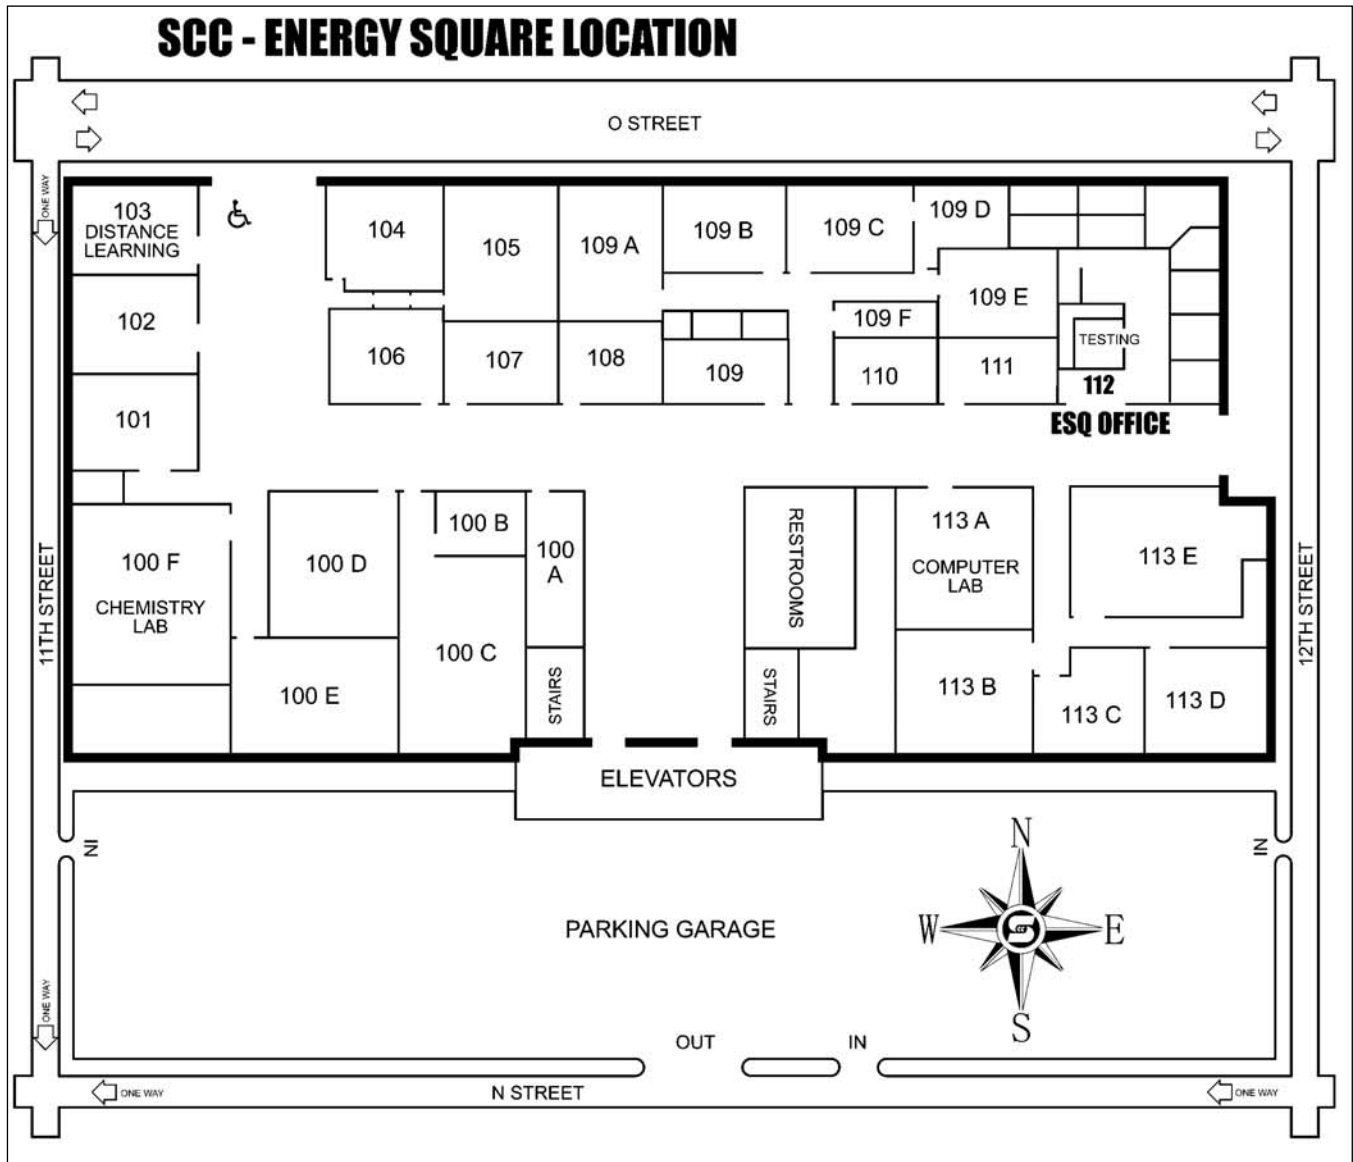 SCC - ENERGY SQUARE LOCATION
O STREET
ONE WAY
103
DISTANCE
LEARNING
104
105
109 A
109 B
109 C
109 D
102
109 E
109 F
TESTING
106
107
108
109
110
111
112
ESQ OFFICE
101
100 F
CHEMISTRY
LAB
100 D
100 B
100
A
RESTROOMS
113 A
COMPUTER
LAB
113 E
11TH STREET
12TH STREET
100 E
100 C
STAIRS
STAIRS
113 B
113 C
113 D
ELEVATORS
IN
IN
N
W
E
S
PARKING GARAGE
ONE WAY
OUT
IN
ONE WAY
N STREET
ONE WAY